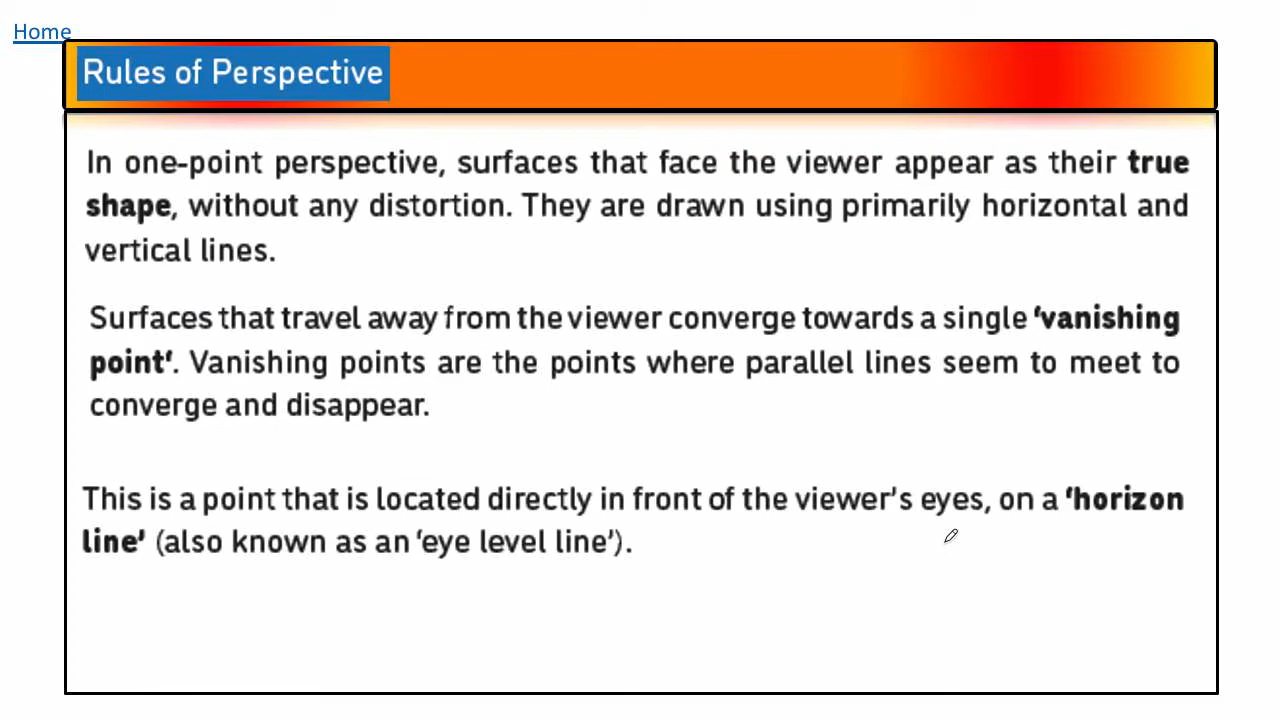 Home
Rules of Perspective
In one-point perspective, surfaces that face the viewer appear as their true
shape, without any distortion. They are drawn using primarily horizontal and
vertical lines.
Surfaces that travel away from the viewer converge towards a single ‘vanishing
point’. Vanishing points are the points where parallel lines seem to meet to
converge and disappear.
This is a point that is located directly in front of the viewer’s eyes, on a ‘horizon
line’ (also known as an ‘eye level line’).